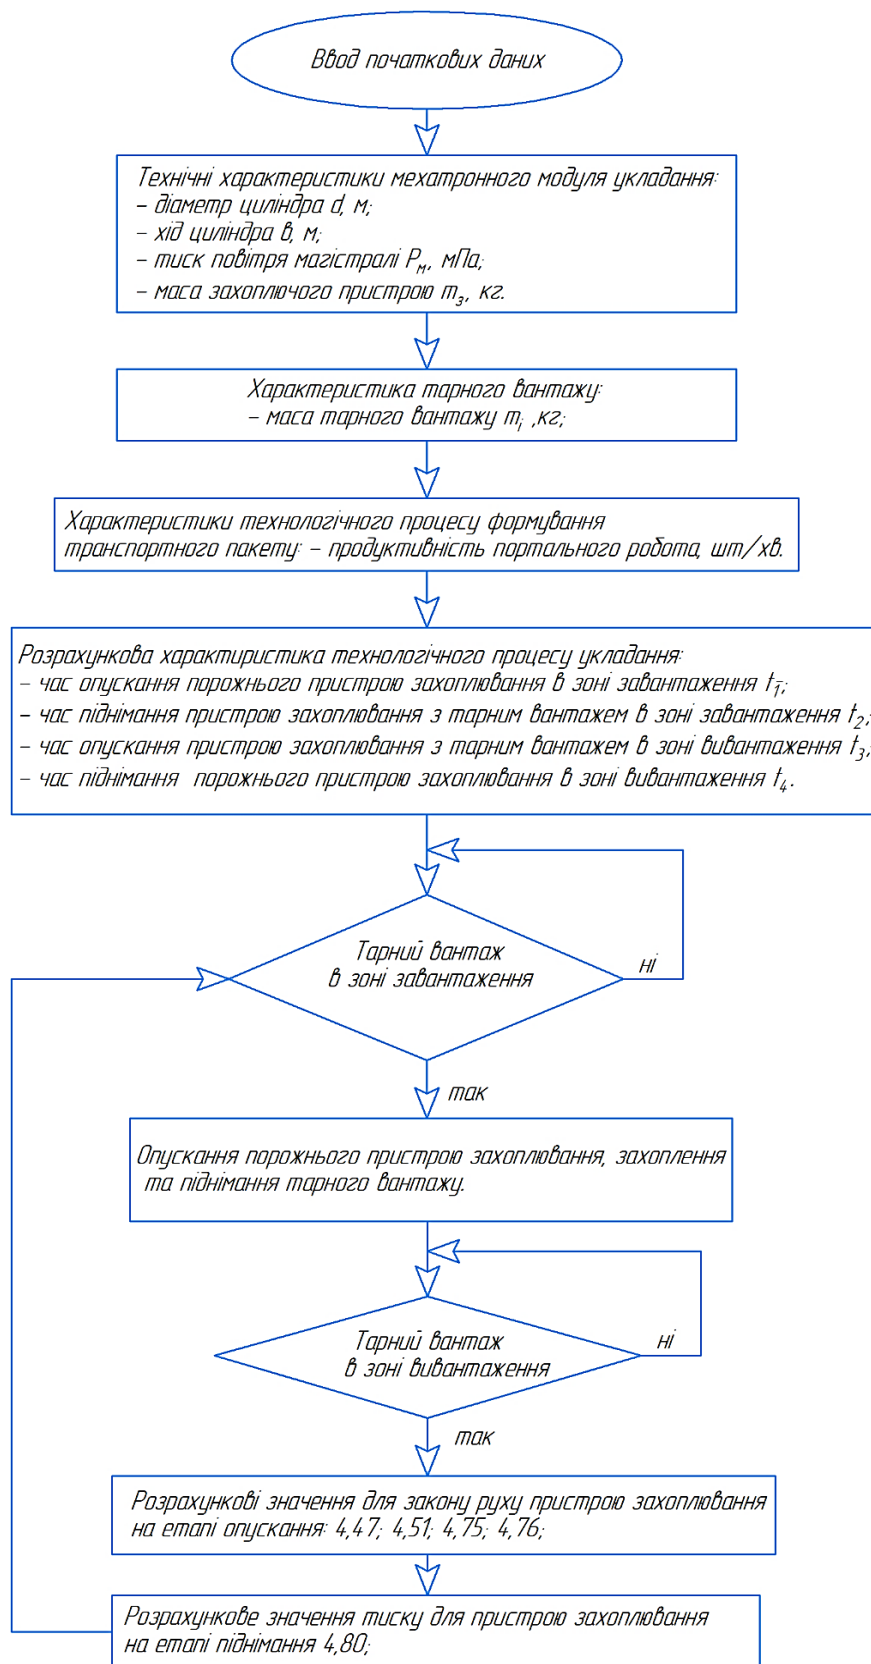 Ввод початкових даних
Технічні характеристики мехатронного модуля укладання:
– діаметр циліндра d, м;
– хід циліндра в, м;
– тиск повітря магістралі Рм, мПа;
– маса захоплючого пристрою mз, кг.
Характеристика тарного вантажу:
– маса тарного вантажу mі ,кг;
Характеристики технологічного процесу формування
транспортного пакету: – продуктивність портального робота, шт/хв.
Розрахункова характиристика технологічного процесу укладання:
– час опускання порожнього пристрою захоплювання в зоні завантаження t1;
– час піднімання пристрою захоплювання з тарним вантажем в зоні завантаження t2;
– час опускання пристрою захоплювання з тарним вантажем в зоні вивантаження t3;
– час піднімання порожнього пристрою захоплювання в зоні вивантаження t4.
Тарний вантаж
в зоні завантаження
ні
так
Опускання порожнього пристрою захоплювання, захоплення
та піднімання тарного вантажу.
Тарний вантаж
в зоні вивантаження
ні
так
Розрахункові значення для закону руху пристрою захоплювання
на етапі опускання: 4,47; 4,51; 4,75; 4,76;
Розрахункове значення тиску для пристрою захоплювання
на етапі піднімання 4,80;